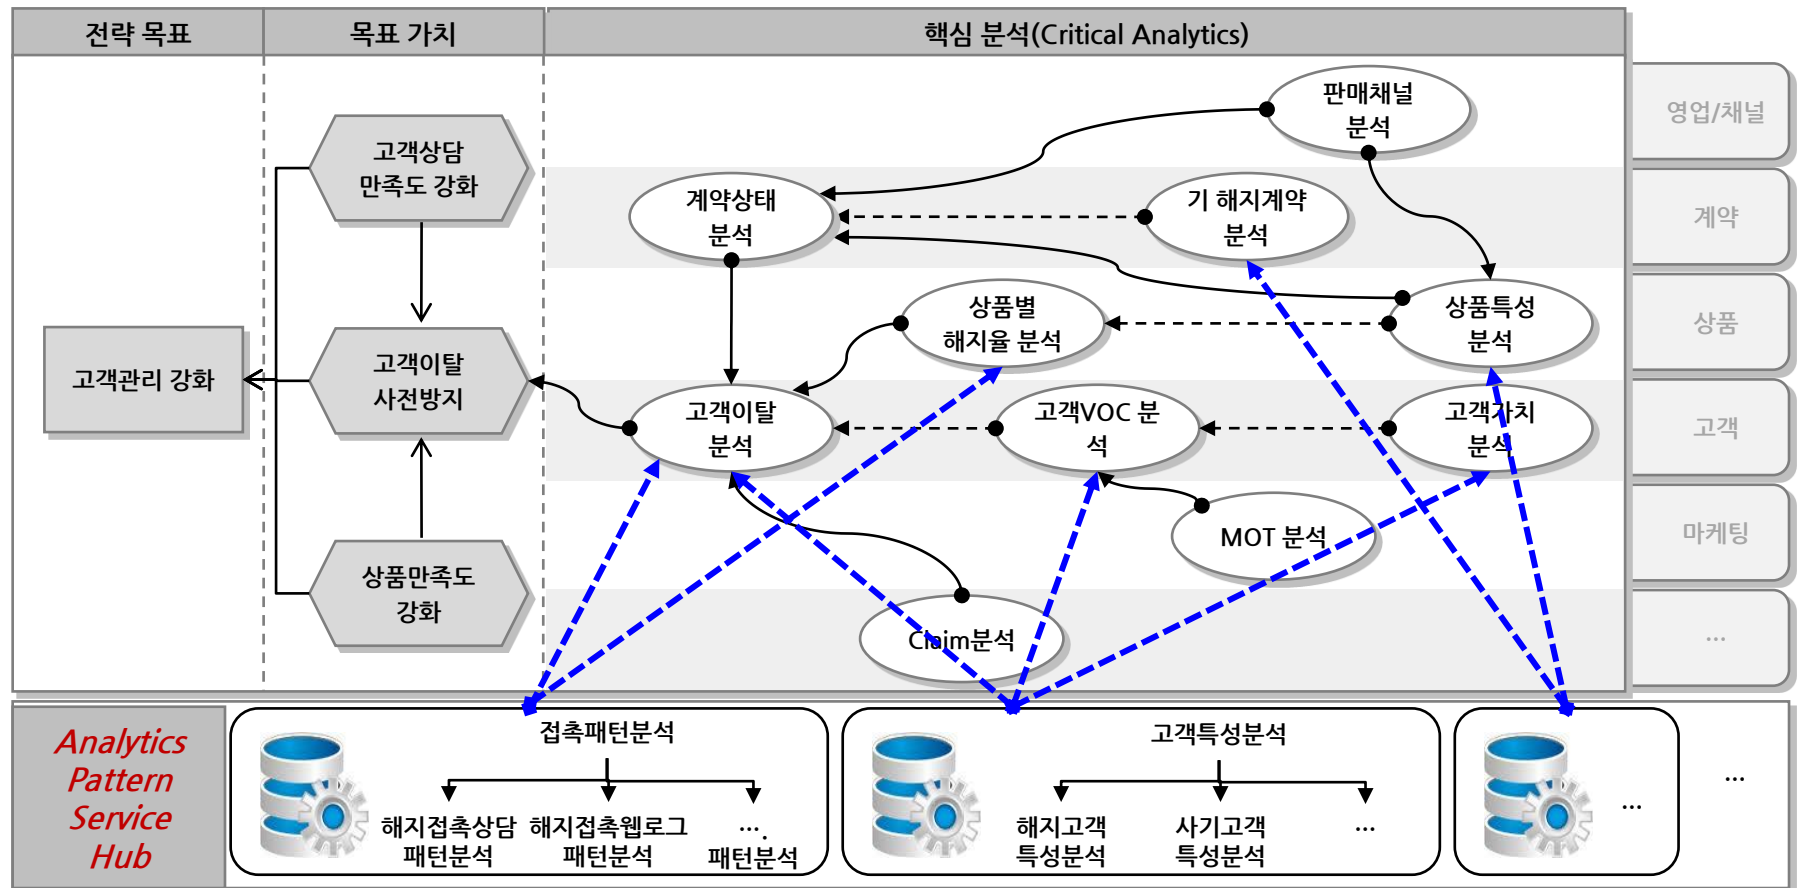 전략 목표
목표 가치
핵심 분석(Critical Analytics)
판매채널
분석
영업/채널
고객상담
만족도 강화
계약상태
분석
기 해지계약
분석
계약
상품별
해지율 분석
상품특성
분석
상품
고객관리 강화
고객이탈
사전방지
고객이탈
분석
고객VOC 분
석
고객가치
분석
고객
MOT 분석
마케팅
상품만족도
강화
Claim분석
...
Analytics
Pattern
Service
Hub
접촉패턴분석
해지접촉상담
패턴분석
해지접촉웹로그
패턴분석
....
패턴분석
고객특성분석
해지고객
특성분석
사기고객
특성분석
...
...
...